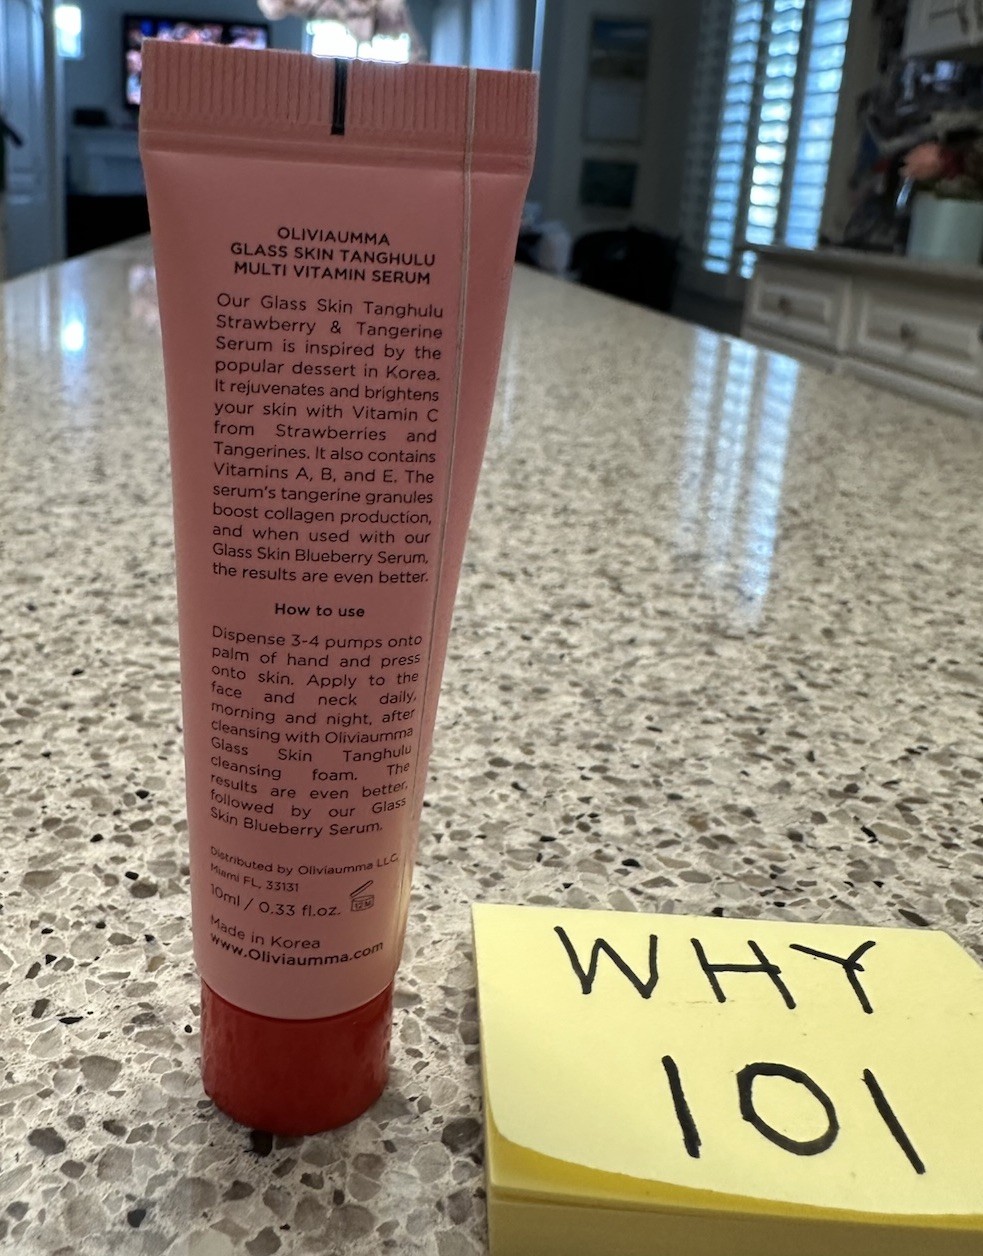 OLIVIAUMMA
GLASS SKIN TANGHULU
MULTI VITAMIN SERUM
Our Glass Skin Tanghulu
Strawberry & Tangerine
Serum is inspired by the
popular dessert in Korea.
It rejuvenates and brightens
your skin with Vitamin C
from Strawberries and
Tangerines. It also contains
Vitamins A, B, and E. The
serum's tangerine granules
boost collagen production,
and when used with our
Glass Skin Blueberry Serum,
the results are even better.
How to use
Dispense 3-4 pumps onto
palm of hand and press
onto skin. Apply to the
face and neck daily,
morning and night, after
cleansing with Oliviaumma
Glass Skin Tanghulu
cleansing foam. The
results are even better,
followed by our Glass
Skin Blueberry Serum.
Distributed by Oliviaumma LLC,
Miami FL, 33131
10ml / 0.33 fl.oz. 12M
Made in Korea
www.Oliviaumma.com
WHY
101